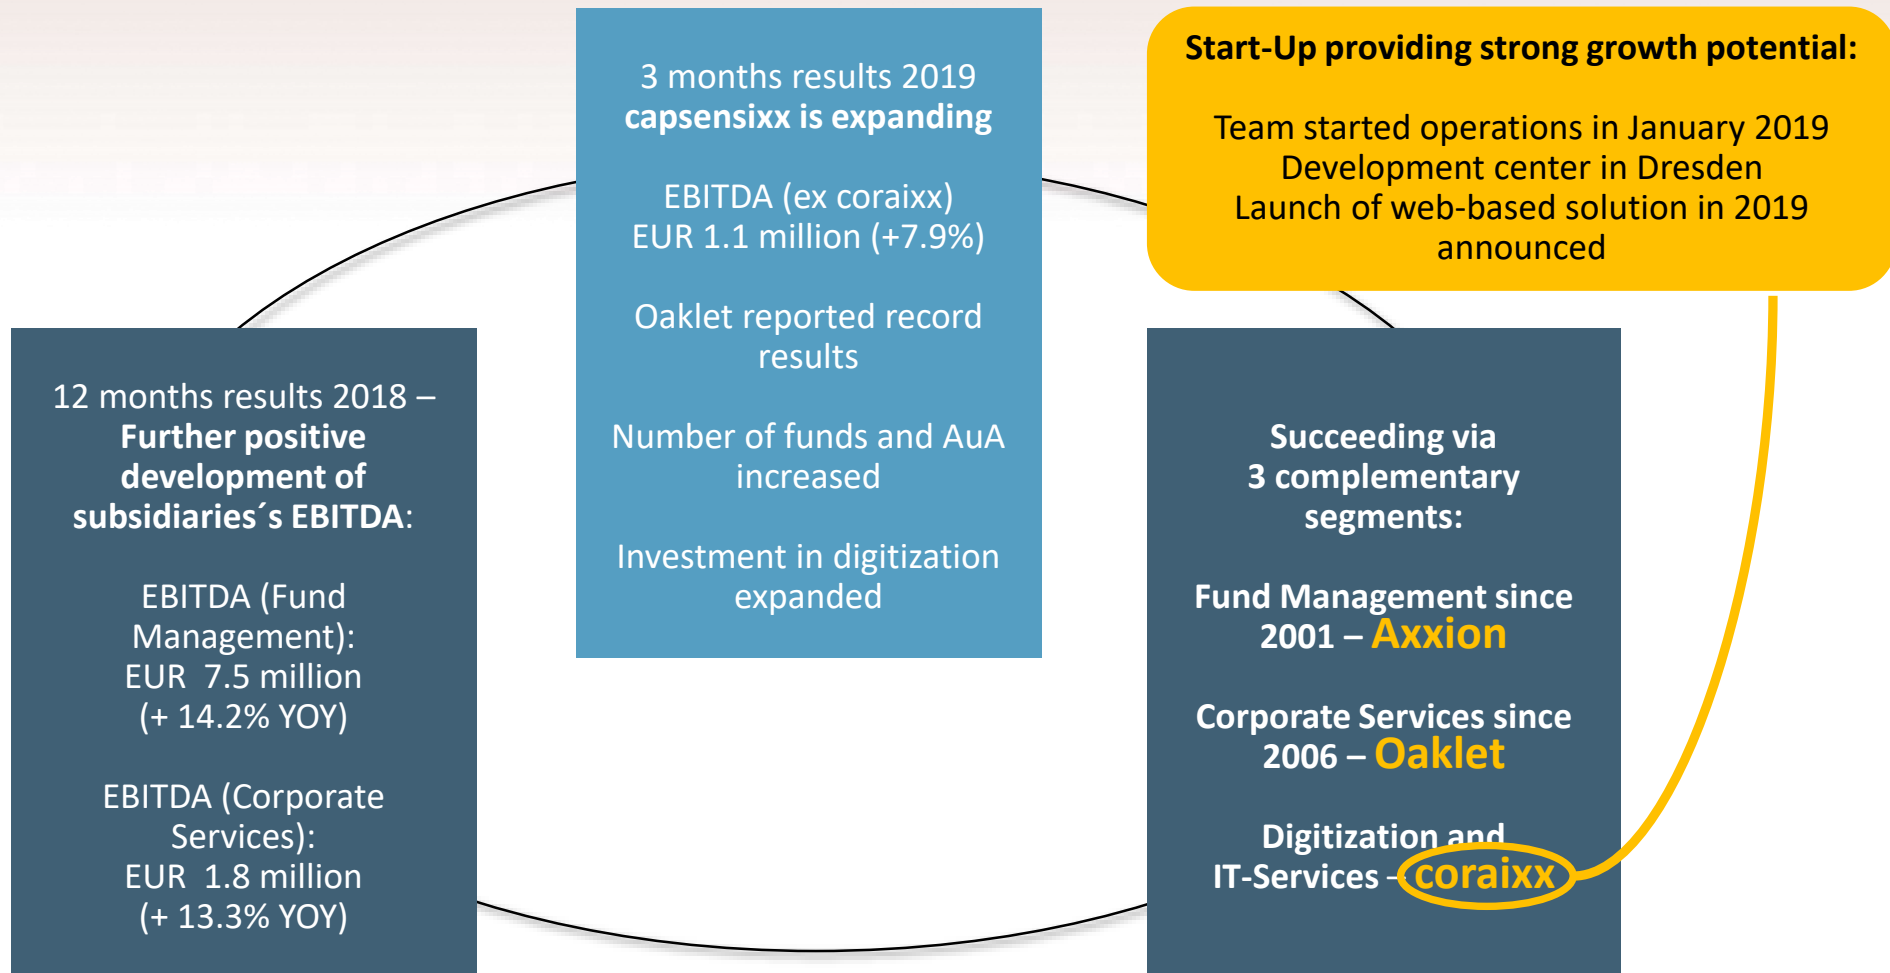 12 months results 2018 –
Further positive
development of
subsidiaries´s EBITDA:
EBITDA (Fund
Management):
EUR  7.5 million
(+ 14.2% YOY)
EBITDA (Corporate
Services):
EUR  1.8 million
(+ 13.3% YOY)
3 months results 2019
capsensixx is expanding
EBITDA (ex coraixx)
EUR 1.1 million (+7.9%)
Oaklet reported record
results
Number of funds and AuA
increased
Investment in digitization
expanded
Start-Up providing strong growth potential:
Team started operations in January 2019
Development center in Dresden
Launch of web-based solution in 2019
announced
Succeeding via
3 complementary
segments:
Fund Management since
2001 – Axxion
Corporate Services since
2006 – Oaklet
Digitization and
IT-Services – coraixx